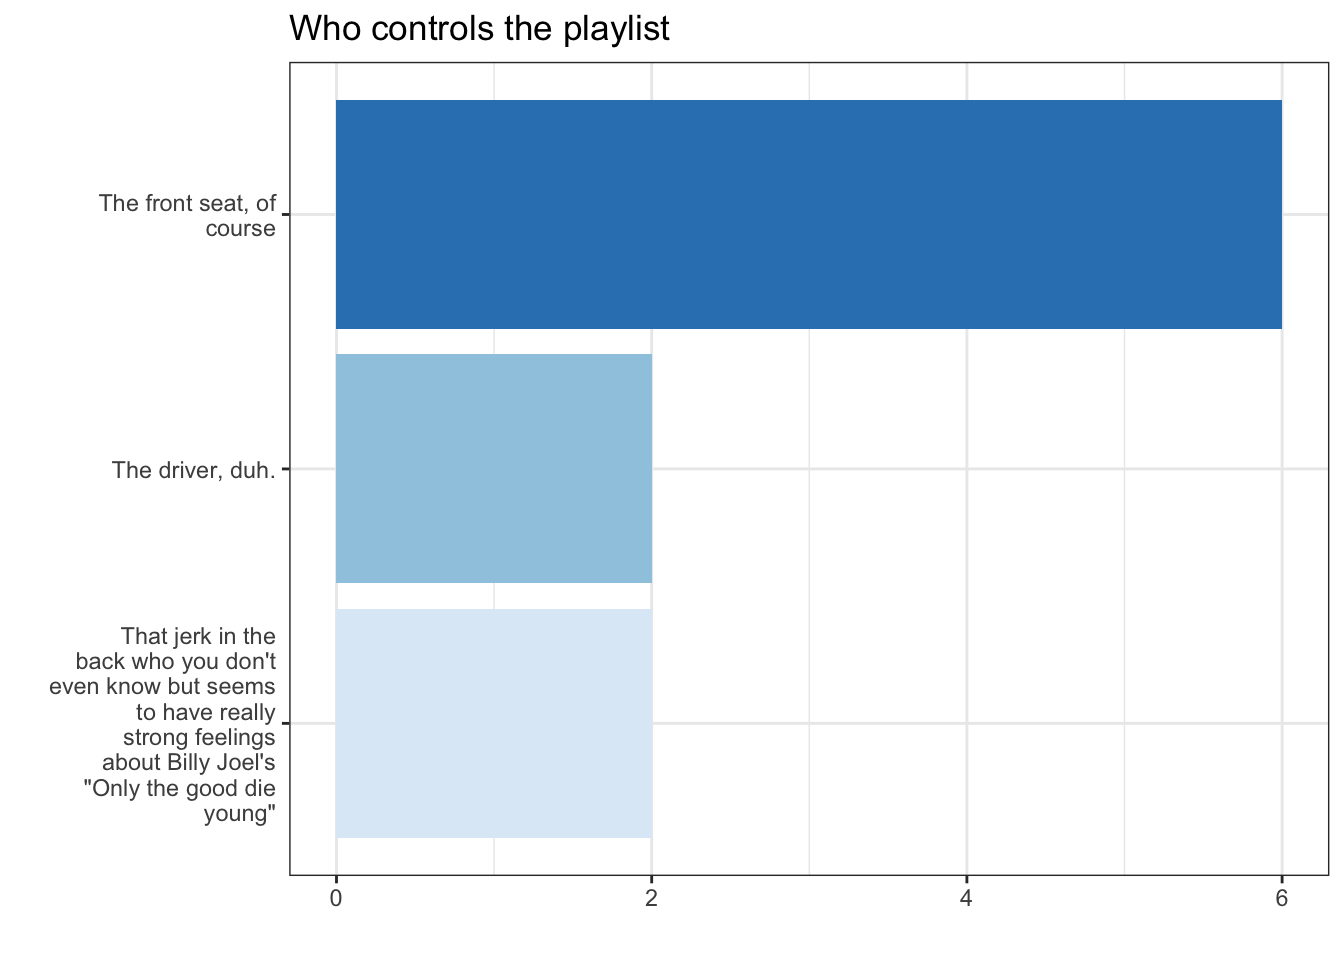 Who controls the playlist
The front seat, of
course
The driver, duh.
That jerk in the
back who you don't
even know but seems
to have really
strong feelings
about Billy Joel's
"Only the good die
young"
0 2 4 6